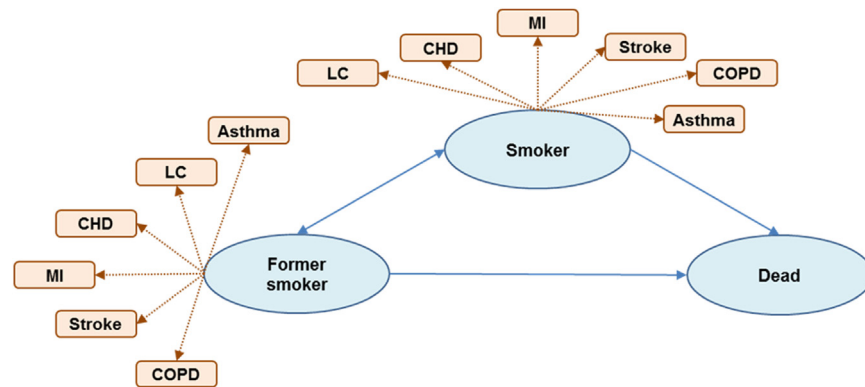 MI
CHD
Stroke
LC
COPD
Asthma
Smoker
Asthma
LC
CHD
MI
Stroke
COPD
Former
smoker
Dead